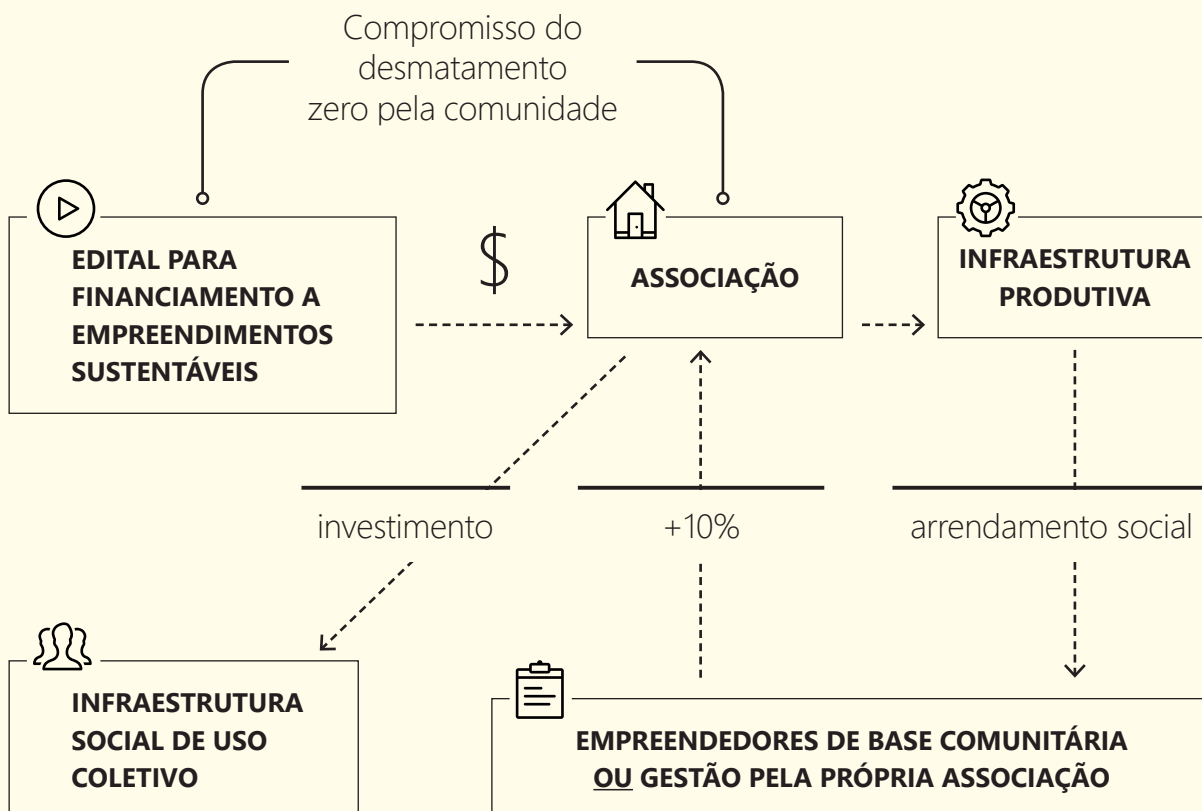 Compromisso do
desmatamento
zero pela comunidade
EDITAL PARA
FINANCIAMENTO A
EMPREENDIMENTOS
SUSTENTÁVEIS
$
ASSOCIAÇÃO
INFRAESTRUTURA
PRODUTIVA
investimento
+10%
arrendamento social
INFRAESTRUTURA
SOCIAL DE USO
COLETIVO
EMPREENDEDORES DE BASE COMUNITÁRIA
OU GESTÃO PELA PRÓPRIA ASSOCIAÇÃO